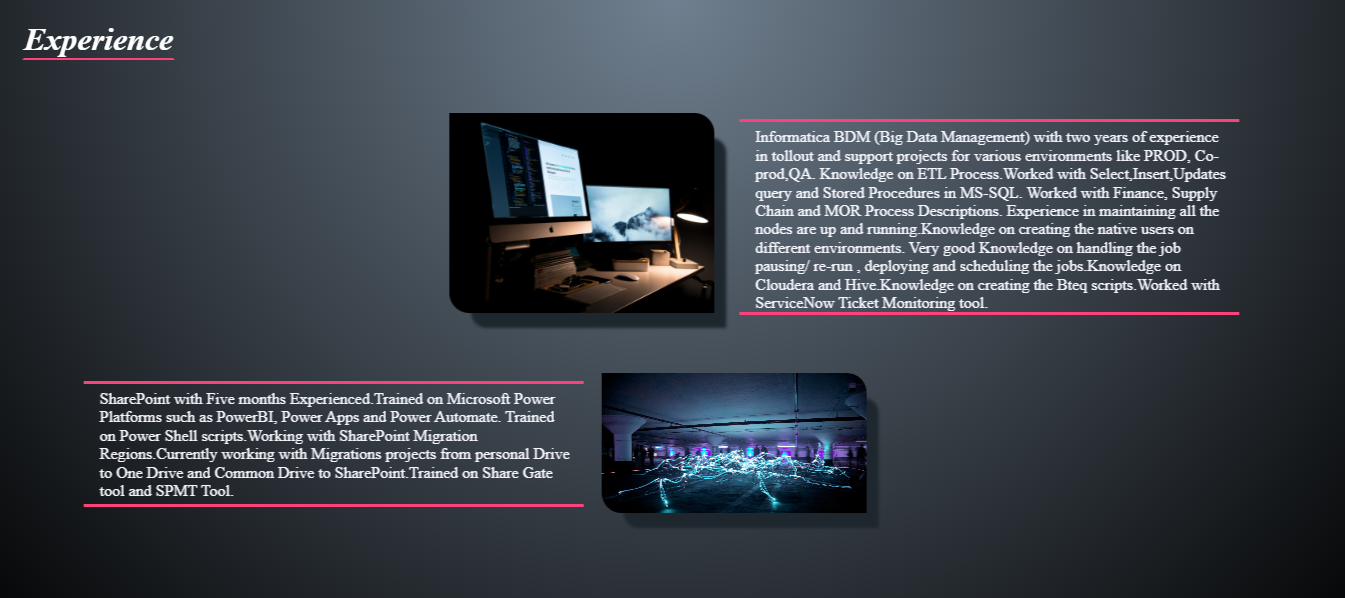 Experience
Informatica BDM (Big Data Management) with two years of experience
in tollout and support projects for various environments like PROD, Co-
prod,QA. Knowledge on ETL Process.Worked with Select,Insert,Updates
query and Stored Procedures in MS-SQL. Worked with Finance, Supply
Chain and MOR Process Descriptions. Experience in maintaining all the
nodes are up and running.Knowledge on creating the native users on
different environments. Very good Knowledge on handling the job
pausing/ re-run , deploying and scheduling the jobs.Knowledge on
Cloudera and Hive.Knowledge on creating the Bteq scripts.Worked with
ServiceNow Ticket Monitoring tool.
SharePoint with Five months Experienced.Trained on Microsoft Power
Platforms such as PowerBI, Power Apps and Power Automate. Trained
on Power Shell scripts.Working with SharePoint Migration
Regions.Currently working with Migrations projects from personal Drive
to One Drive and Common Drive to SharePoint.Trained on Share Gate
tool and SPMT Tool.